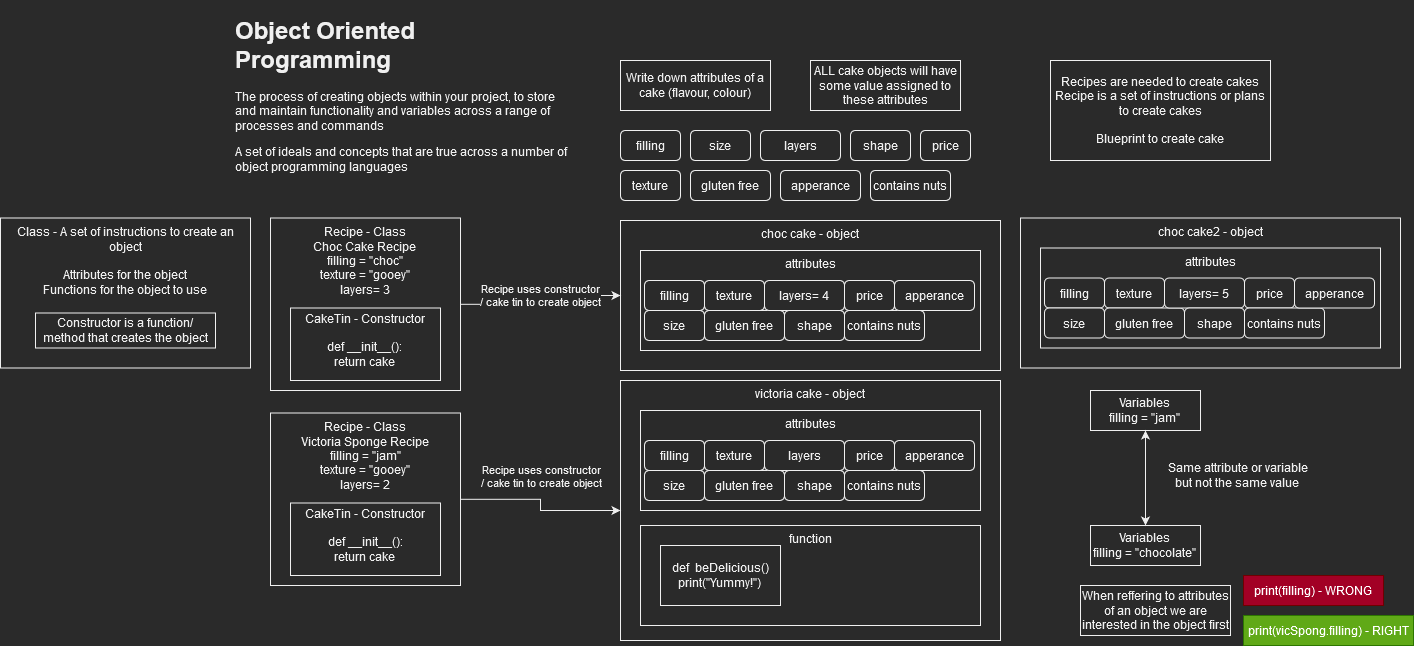 Object Oriented
Programming
The process of creating objects within your project, to store
and maintain functionality and variables across a range of
processes and commands
A set of ideals and concepts that are true across a number of
object programming languages
Write down attributes of a
cake (flavour, colour)
ALL cake objects will have
some value assigned to
these attributes
Recipes are needed to create cakes
Recipe is a set of instructions or plans
to create cakes
Blueprint to create cake
filling
size
layers
shape
price
texture
gluten free
apperance
contains nuts
Class - A set of instructions to create an
object
Attributes for the object
Functions for the object to use
Constructor is a function/
method that creates the object
Recipe - Class
Choc Cake Recipe
filling = "choc"
texture = "gooey"
layers= 3
CakeTin - Constructor
def __init__():
return cake
Recipe uses constructor
/ cake tin to create object
choc cake - object
attributes
filling
texture
layers= 4
price
apperance
size
gluten free
shape
contains nuts
choc cake2 - object
attributes
filling
texture
layers= 5
price
apperance
size
gluten free
shape
contains nuts
Recipe - Class
Victoria Sponge Recipe
filling = "jam"
texture = "gooey"
layers= 2
CakeTin - Constructor
def __init__():
return cake
Recipe uses constructor
/ cake tin to create object
victoria cake - object
attributes
filling
texture
layers
price
apperance
size
gluten free
shape
contains nuts
function
def  beDelicious()
print("Yummy!")
Variables
filling = "jam"
Same attribute or variable
but not the same value
Variables
filling = "chocolate"
When reffering to attributes
of an object we are
interested in the object first
print(filling) - WRONG
print(vicSpong.filling) - RIGHT